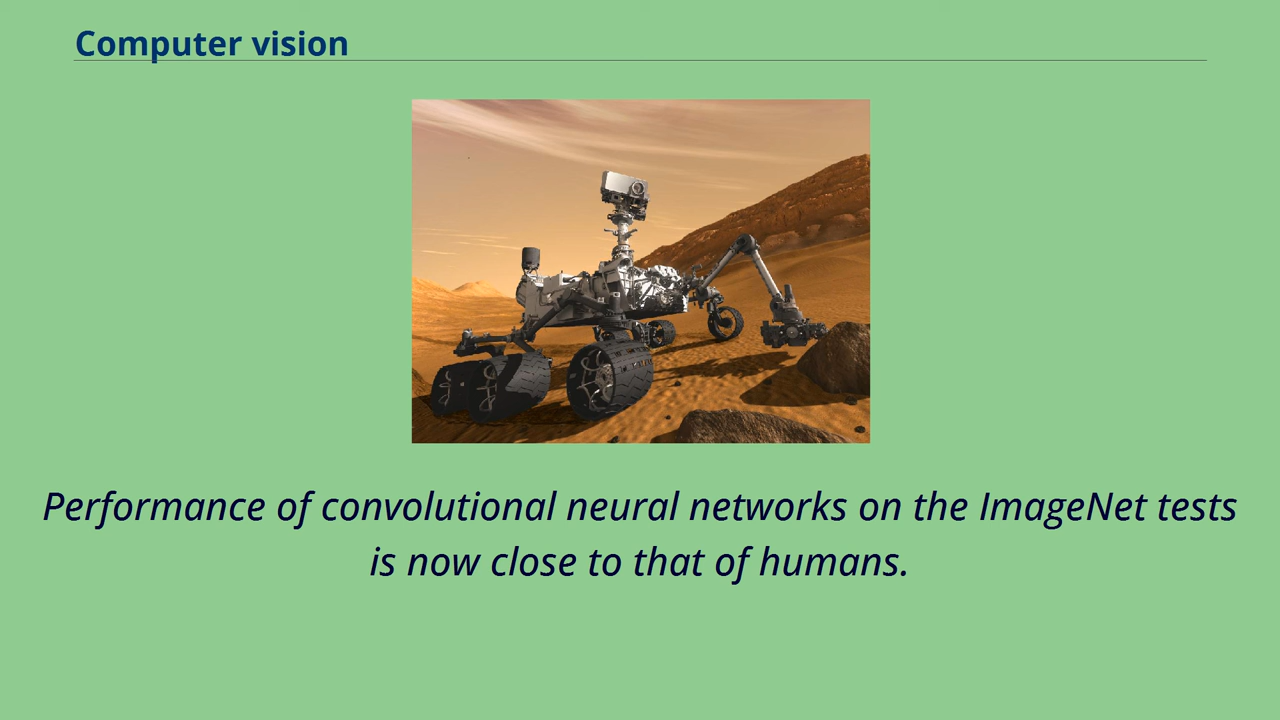 Computer vision
Performance of convolutional neural networks on the ImageNet tests
is now close to that of humans.